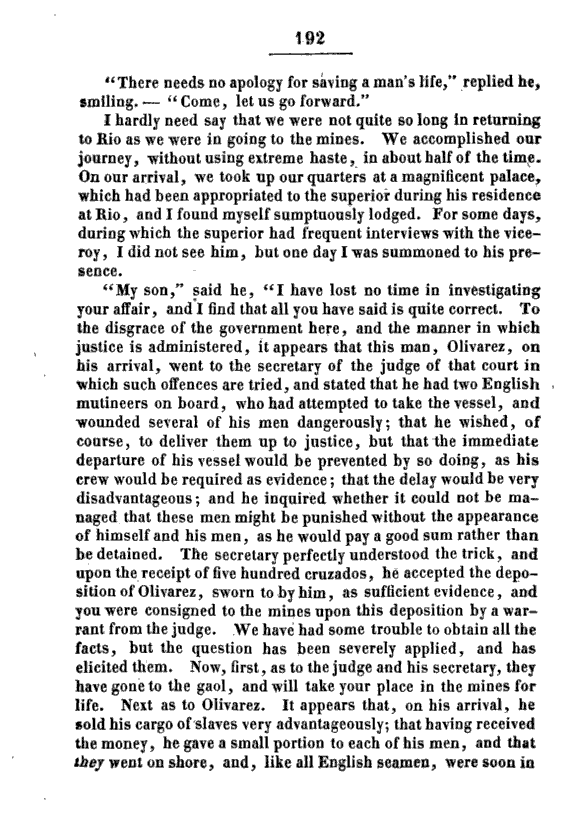 192
“There needs no apology for saving a man's life,” replied he,
smiling. — “Come, let us go forward.”
I hardly need say that we were not quite so long in returning
to Rio as we were in going to the mines. We accomplished our
journey, without using extreme haste, in about half of the time.
On our arrival, we took up our quarters at a magnificent palace,
which had been appropriated to the superior during his residence
at Rio, and I found myself sumptuously lodged. For some days,
during which the superior had frequent interviews with the vice-
roy, I did not see him, but one day I was summoned to his pre-
sence.
“My son,” said he, “I have lost no time in investigating
your affair, and I find that all you have said is quite correct. To
the disgrace of the government here, and the manner in which
justice is administered, it appears that this man, Olivarez, on
his arrival, went to the secretary of the judge of that court in
which such offences are tried, and stated that he had two English
mutineers on board, who had attempted to take the vessel, and
wounded several of his men dangerously; that he wished, of
course, to deliver them up to justice, but that the immediate
departure of his vessel would be prevented by so doing, as his
crew would be required as evidence; that the delay would be very
disadvantageous; and he inquired whether it could not be ma-
naged that these men might be punished without the appearance
of himself and his men, as he would pay a good sum rather than
be detained. The secretary perfectly understood the trick, and
upon the receipt of five hundred cruzados, he accepted the depo-
sition of Olivarez, sworn to by him, as sufficient evidence, and
you were consigned to the mines upon this deposition by a war-
rant from the judge. We have had some trouble to obtain all the
facts, but the question has been severely applied, and has
elicited them. Now, first, as to the judge and his secretary, they
have gone to the gaol, and will take your place in the mines for
life. Next as to Olivarez. It appears that, on his arrival, he
sold his cargo of slaves very advantageously; that having received
the money, he gave a small portion to each of his men, and that
they went on shore, and, like all English seamen, were soon in